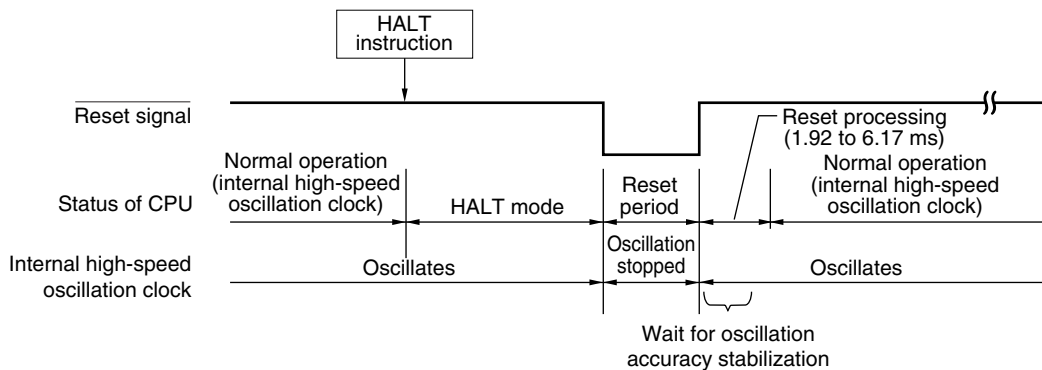 HALT
instruction
Reset signal
Reset processing
(1.92 to 6.17 ms)
Status of CPU
Normal operation
(internal high-speed
oscillation clock)
HALT mode
Reset
period
Normal operation
(internal high-speed
oscillation clock)
Internal high-speed
oscillation clock
Oscillates
Oscillation
stopped
Oscillates
Wait for oscillation
accuracy stabilization